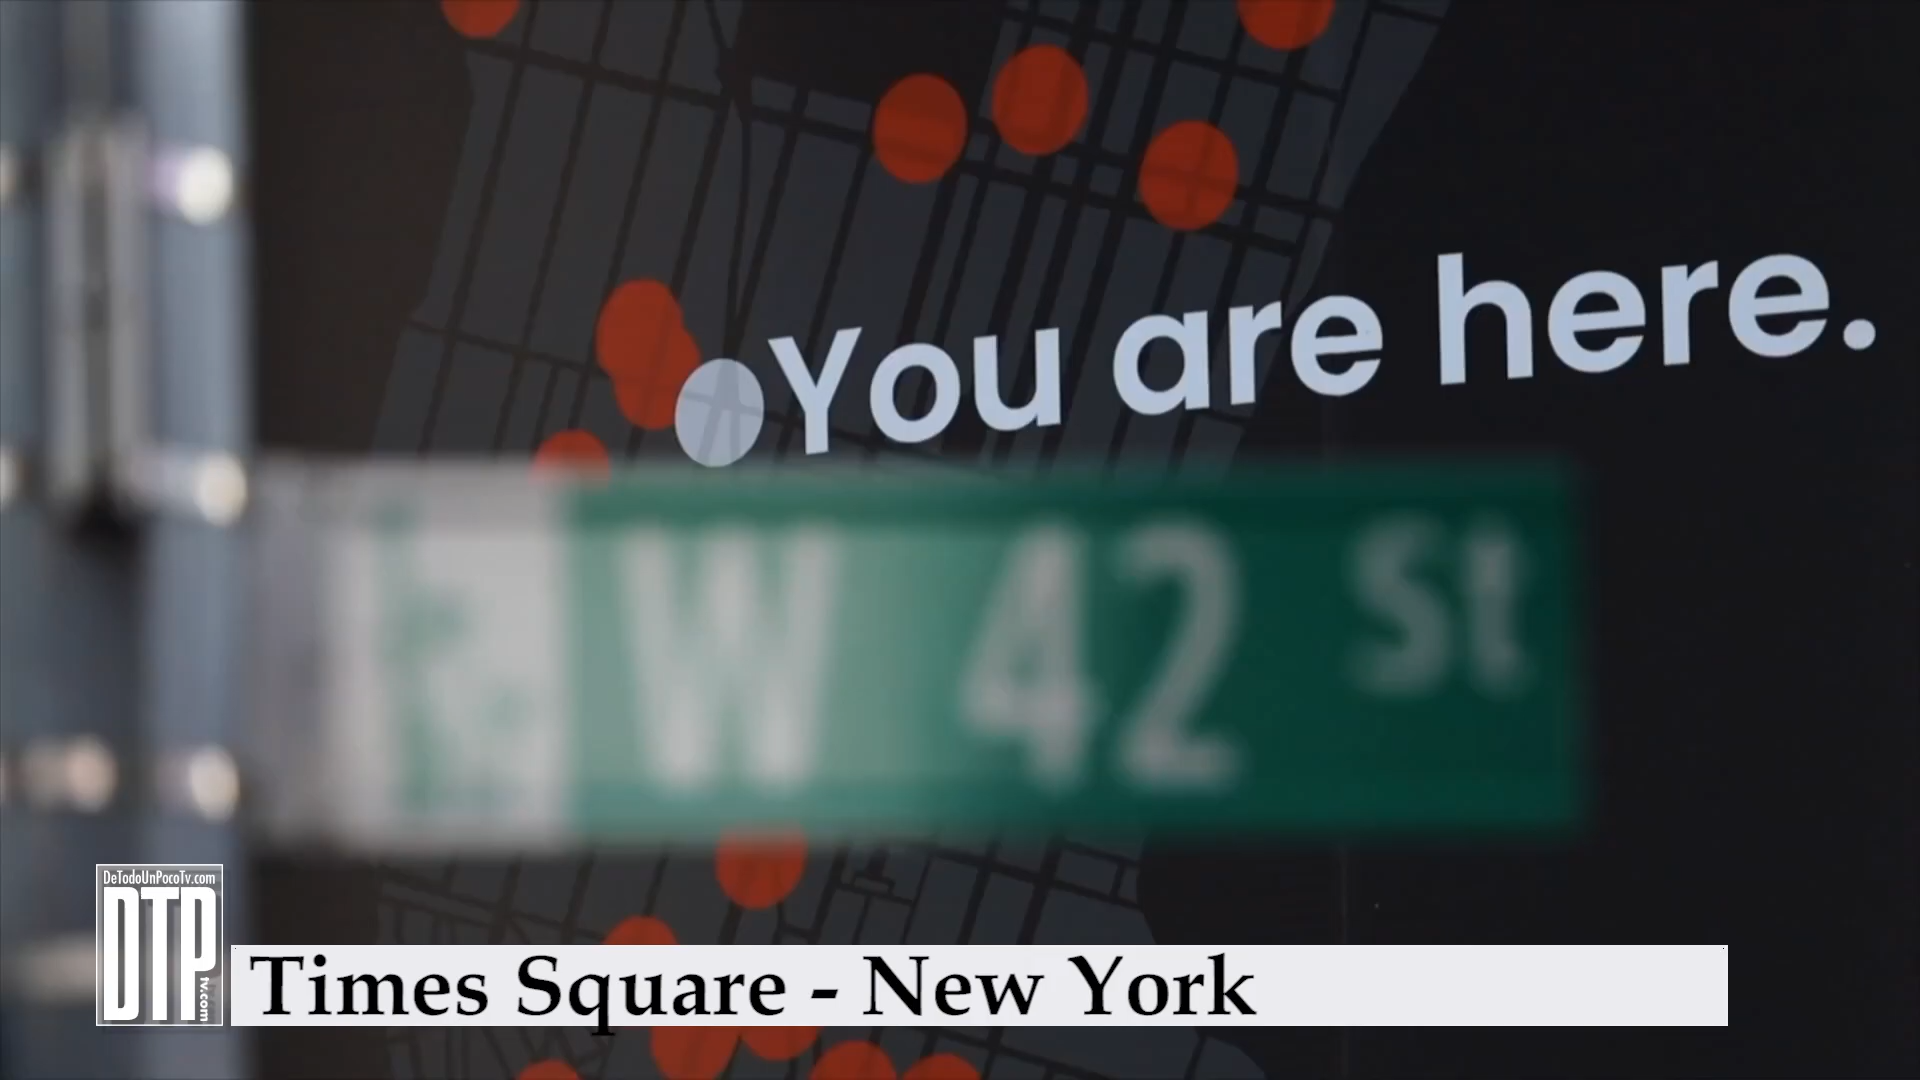 You are here.
W 42 St
DeTodoUnPocoTv.com
DTP
tv.com
Times Square - New York